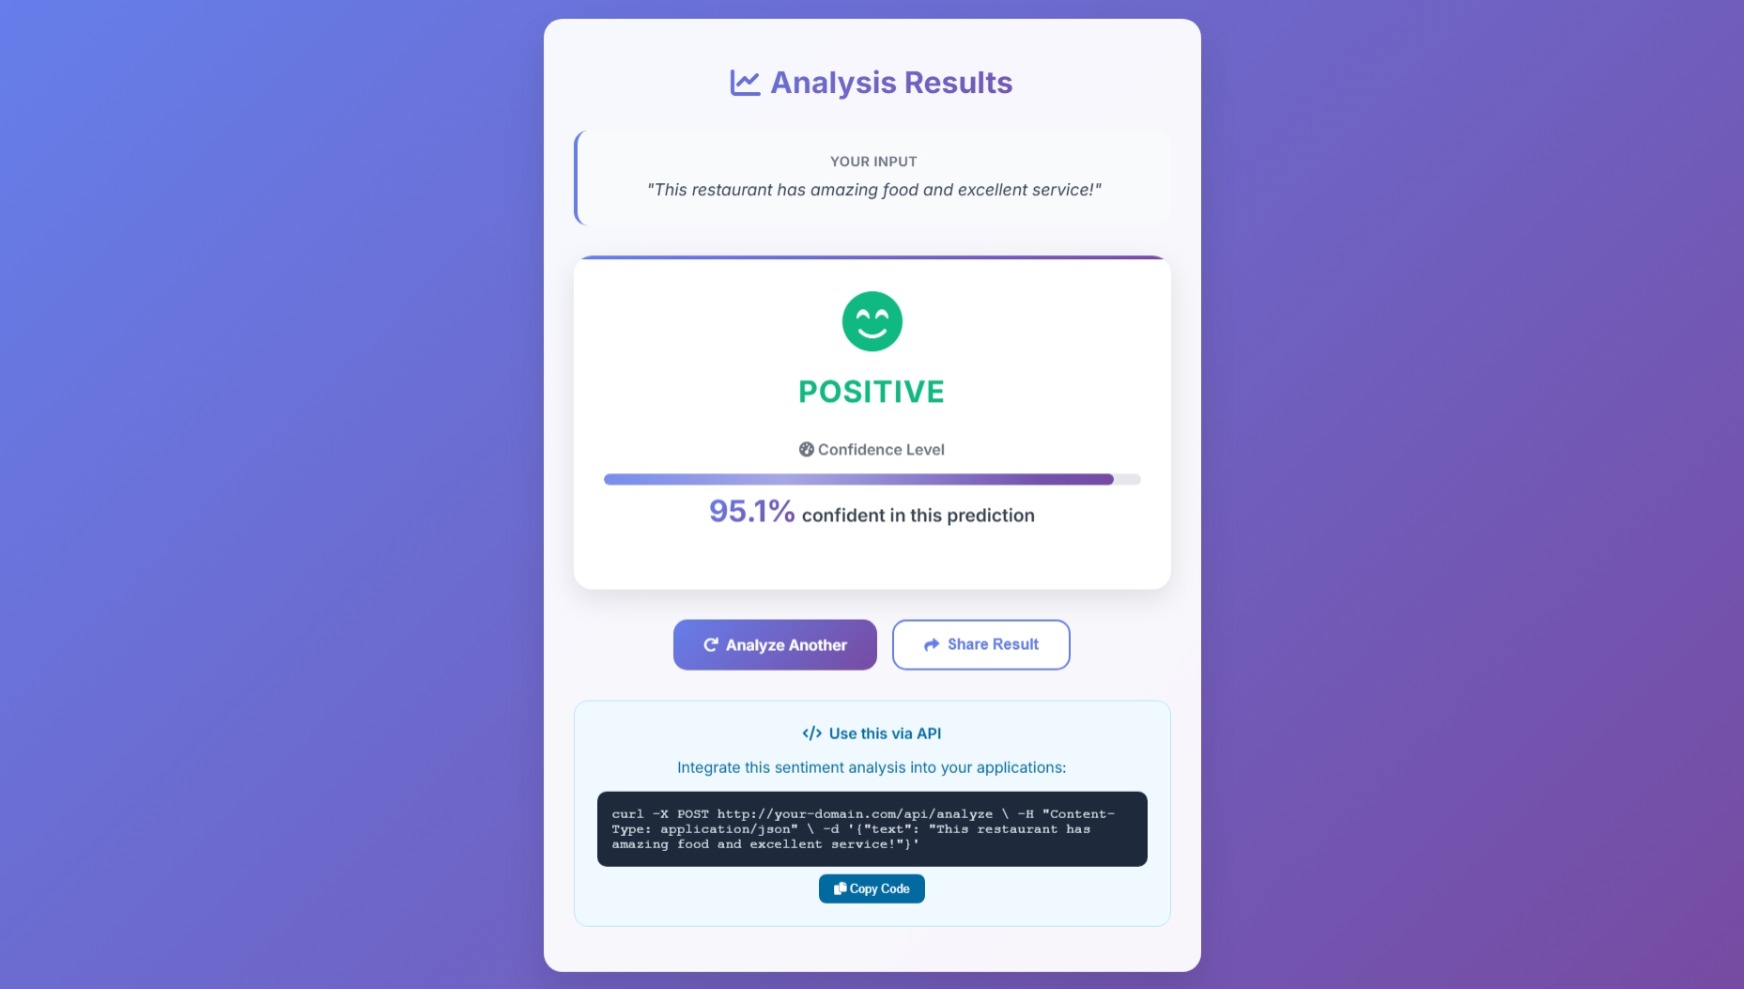 Analysis Results
YOUR INPUT
"This restaurant has amazing food and excellent service!"
POSITIVE
Confidence Level
95.1% confident in this prediction
Analyze Another
Share Result
</> Use this via API
Integrate this sentiment analysis into your applications:
curl -X POST http://your-domain.com/api/analyze \ -H "Content-
Type: application/json" \ -d '{"text": "This restaurant has
amazing food and excellent service!"}'
Copy Code